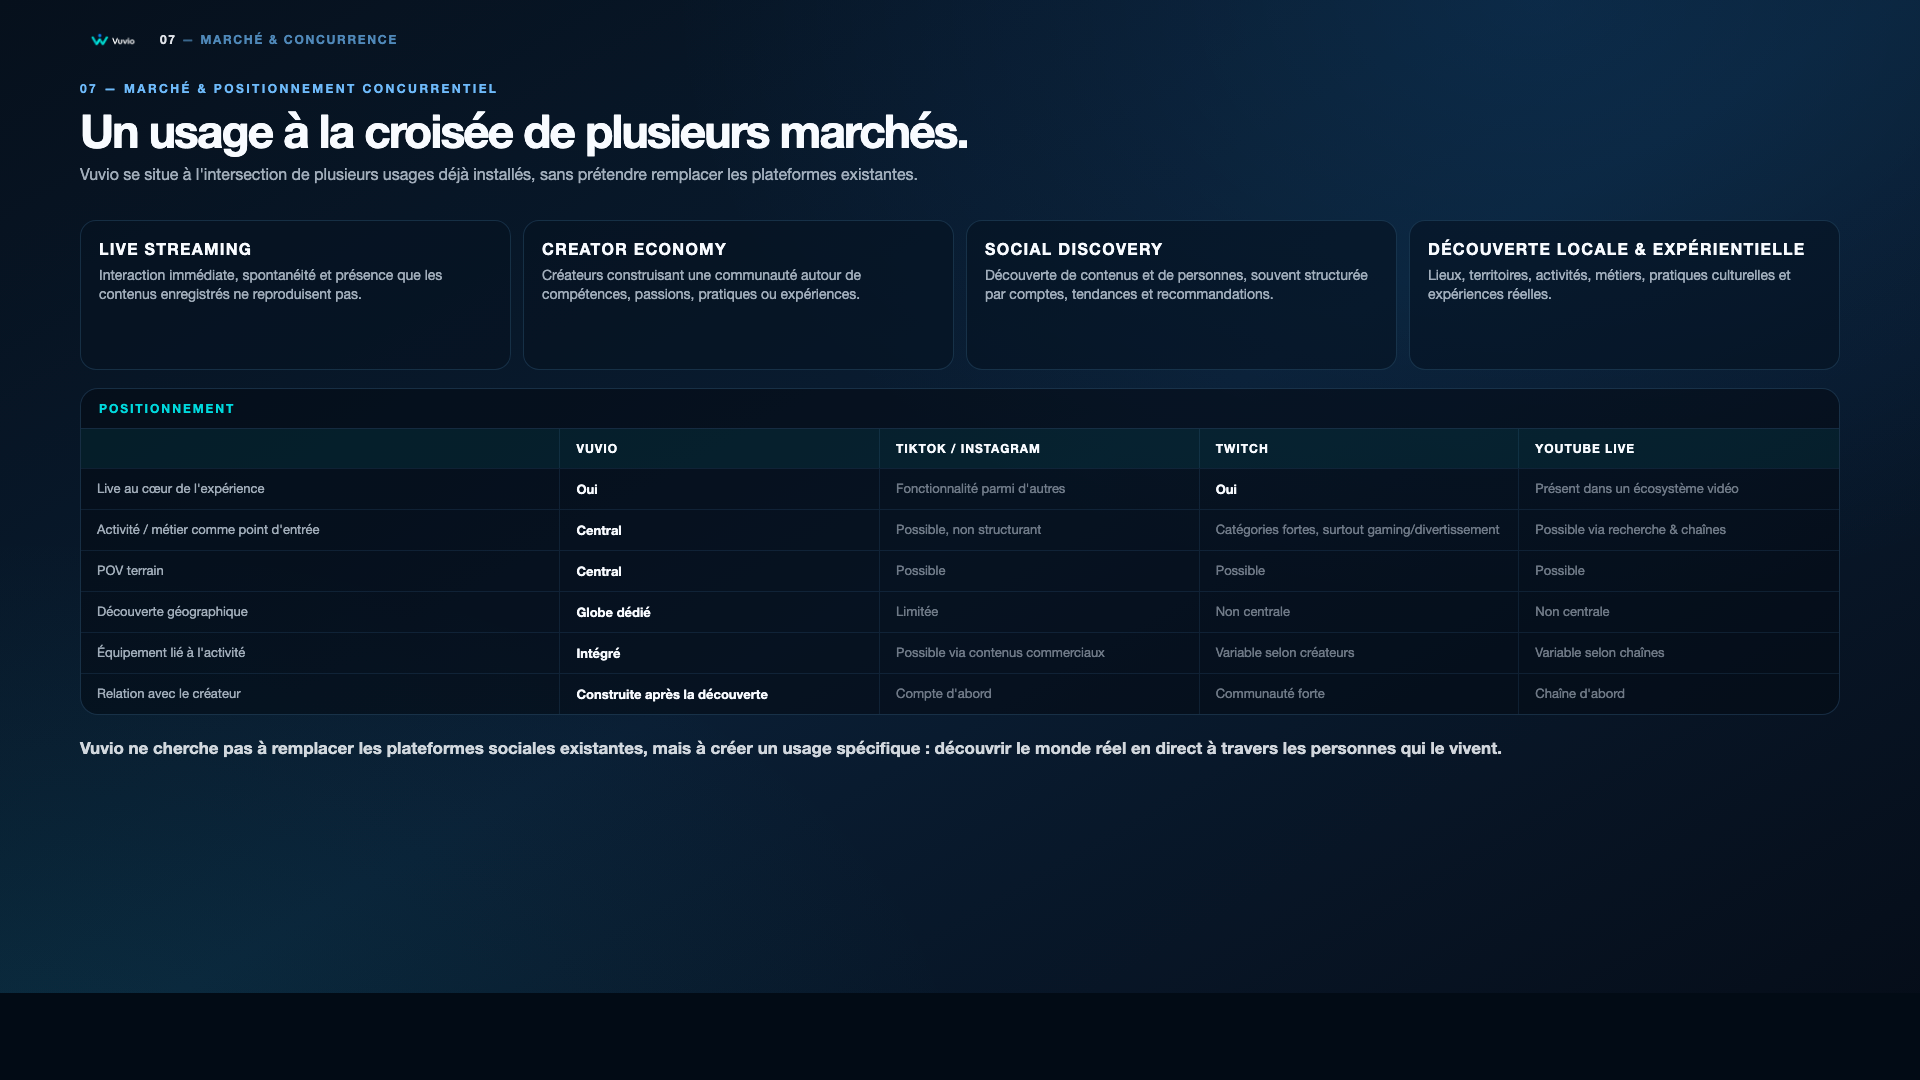 Vuvio 07 — MARCHÉ & CONCURRENCE
07 — MARCHÉ & POSITIONNEMENT CONCURRENTIEL
Un usage à la croisée de plusieurs marchés.
Vuvio se situe à l'intersection de plusieurs usages déjà installés, sans prétendre remplacer les plateformes existantes.
LIVE STREAMING
Interaction immédiate, spontanéité et présence que les
contenus enregistrés ne reproduisent pas.
CREATOR ECONOMY
Créateurs construisant une communauté autour de
compétences, passions, pratiques ou expériences.
SOCIAL DISCOVERY
Découverte de contenus et de personnes, souvent structurée
par comptes, tendances et recommandations.
DÉCOUVERTE LOCALE & EXPÉRIENTIELLE
Lieux, territoires, activités, métiers, pratiques culturelles et
expériences réelles.
POSITIONNEMENT
VUVIO TIKTOK / INSTAGRAM TWITCH YOUTUBE LIVE
Live au cœur de l'expérience Oui Fonctionnalité parmi d'autres Oui Présent dans un écosystème vidéo
Activité / métier comme point d'entrée Central Possible, non structurant Catégories fortes, surtout gaming/divertissement Possible via recherche & chaînes
POV terrain Central Possible Possible Possible
Découverte géographique Globe dédié Limitée Non centrale Non centrale
Équipement lié à l'activité Intégré Possible via contenus commerciaux Variable selon créateurs Variable selon chaînes
Relation avec le créateur Construite après la découverte Compte d'abord Communauté forte Chaîne d'abord
Vuvio ne cherche pas à remplacer les plateformes sociales existantes, mais à créer un usage spécifique : découvrir le monde réel en direct à travers les personnes qui le vivent.